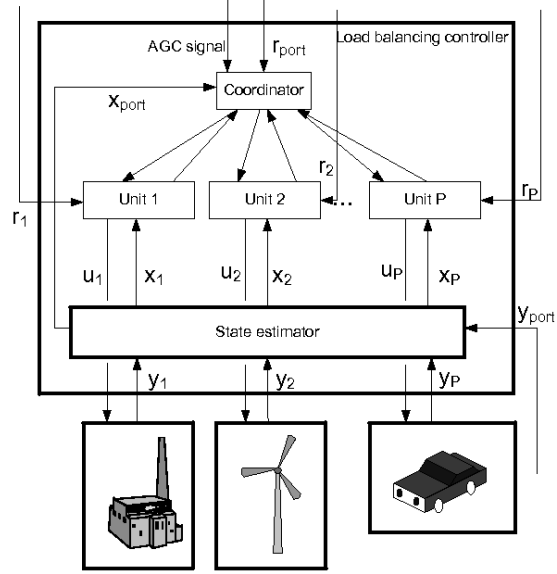 AGC signal
r_port
Load balancing controller
x_port
Coordinator
r_2
r_1
Unit 1
Unit 2
...
Unit P
r_P
u_1
x_1
u_2
x_2
u_P
x_P
y_port
State estimator
y_1
y_2
y_P